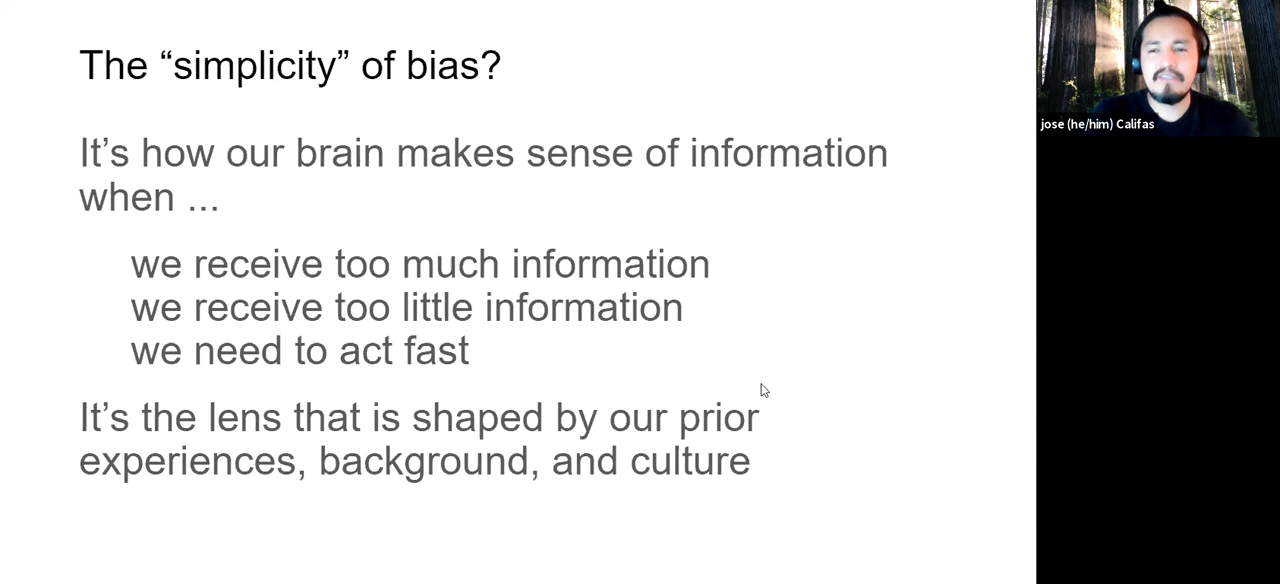 The “simplicity” of bias?
It’s how our brain makes sense of information
when ...
we receive too much information
we receive too little information
we need to act fast
It’s the lens that is shaped by our prior
experiences, background, and culture
jose (he/him) Califas